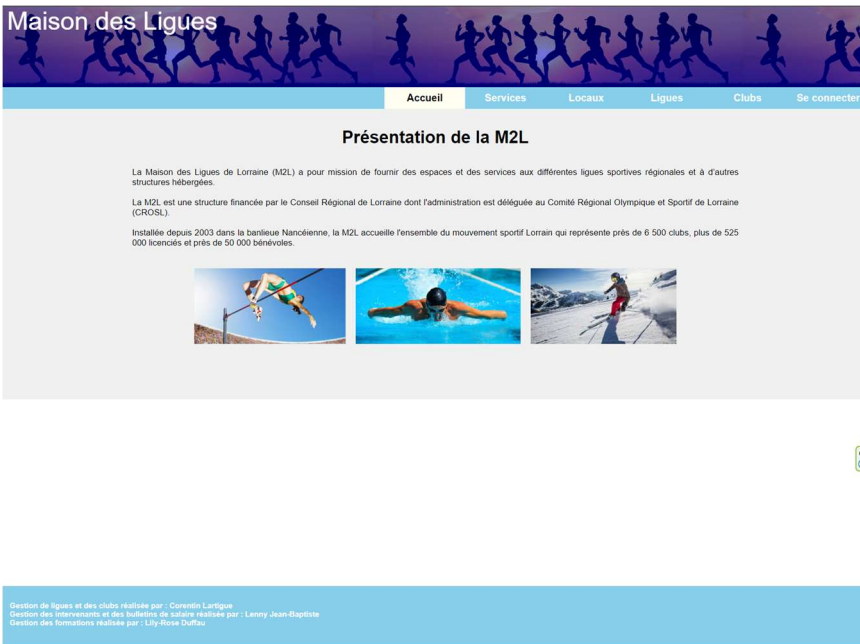 Maison des Ligues
Accueil Services Locaux Ligues Clubs Se connecter
Présentation de la M2L
La Maison des Ligues de Lorraine (M2L) a pour mission de fournir des espaces et des services aux différentes ligues sportives régionales et à d'autres
structures hébergées.
La M2L est une structure financée par le Conseil Régional de Lorraine dont l'administration est déléguée au Comité Régional Olympique et Sportif de Lorraine
(CROSL).
Installée depuis 2003 dans la banlieue Nancéienne, la M2L accueille l'ensemble du mouvement sportif Lorrain qui représente près de 6 500 clubs, plus de 525
000 licenciés et près de 50 000 bénévoles.
Gestion de ligues et des clubs réalisée par : Corentin Lartigue
Gestion des intervenants et des bulletins de salaire réalisée par : Lenny Jean-Baptiste
Gestion des formations réalisée par : Lily-Rose Duffau